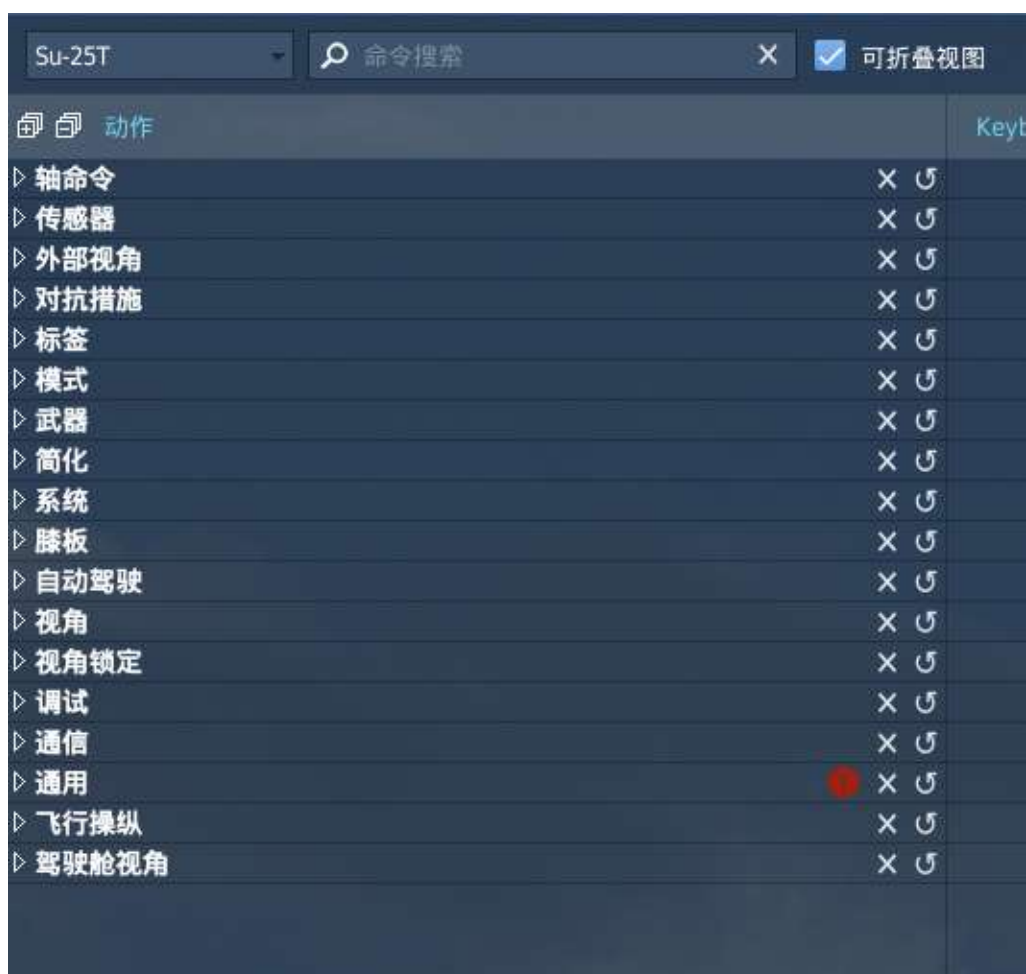 Su-25T 命令搜索 可折叠视图
动作 Keyb
轴命令
传感器
外部视角
对抗措施
标签
模式
武器
简化
系统
膝板
自动驾驶
视角
视角锁定
调试
通信
通用
飞行操纵
驾驶舱视角